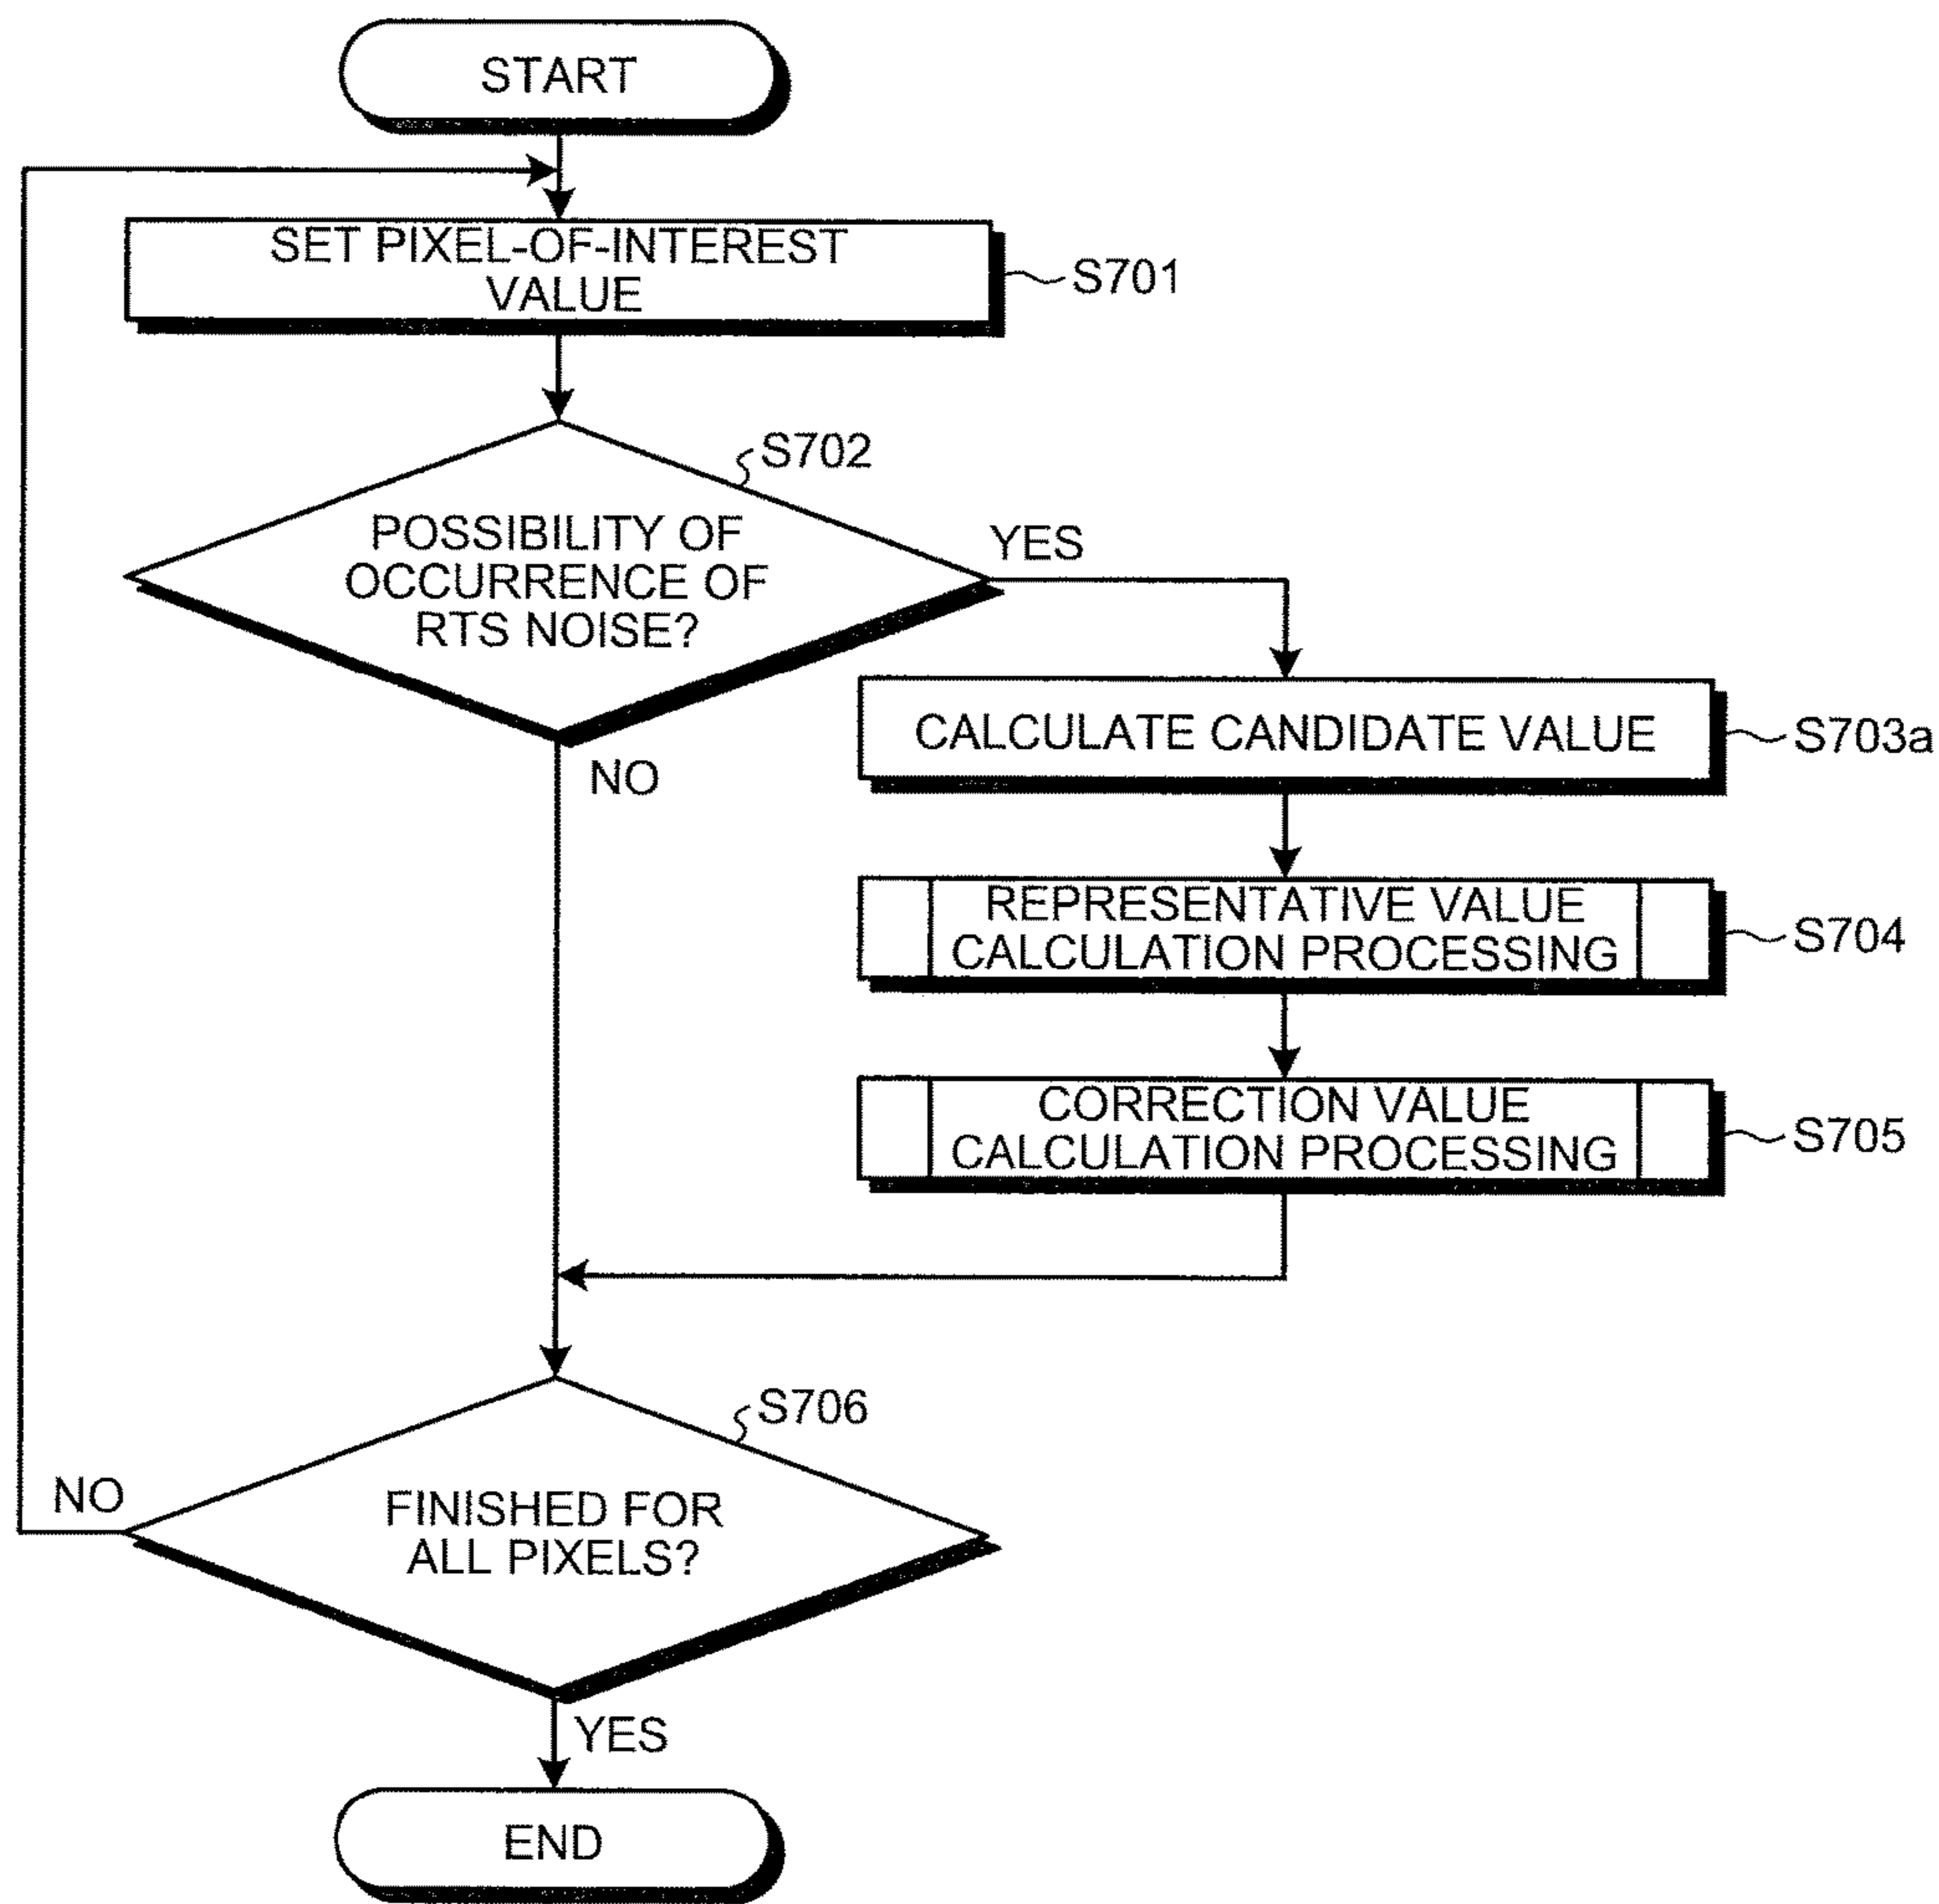 START
SET PIXEL-OF-INTEREST
VALUE
S701
S702
POSSIBILITY OF
OCCURRENCE OF
RTS NOISE?
YES
NO
CALCULATE CANDIDATE VALUE
S703a
REPRESENTATIVE VALUE
CALCULATION PROCESSING
S704
CORRECTION VALUE
CALCULATION PROCESSING
S705
S706
FINISHED FOR
ALL PIXELS?
NO
YES
END